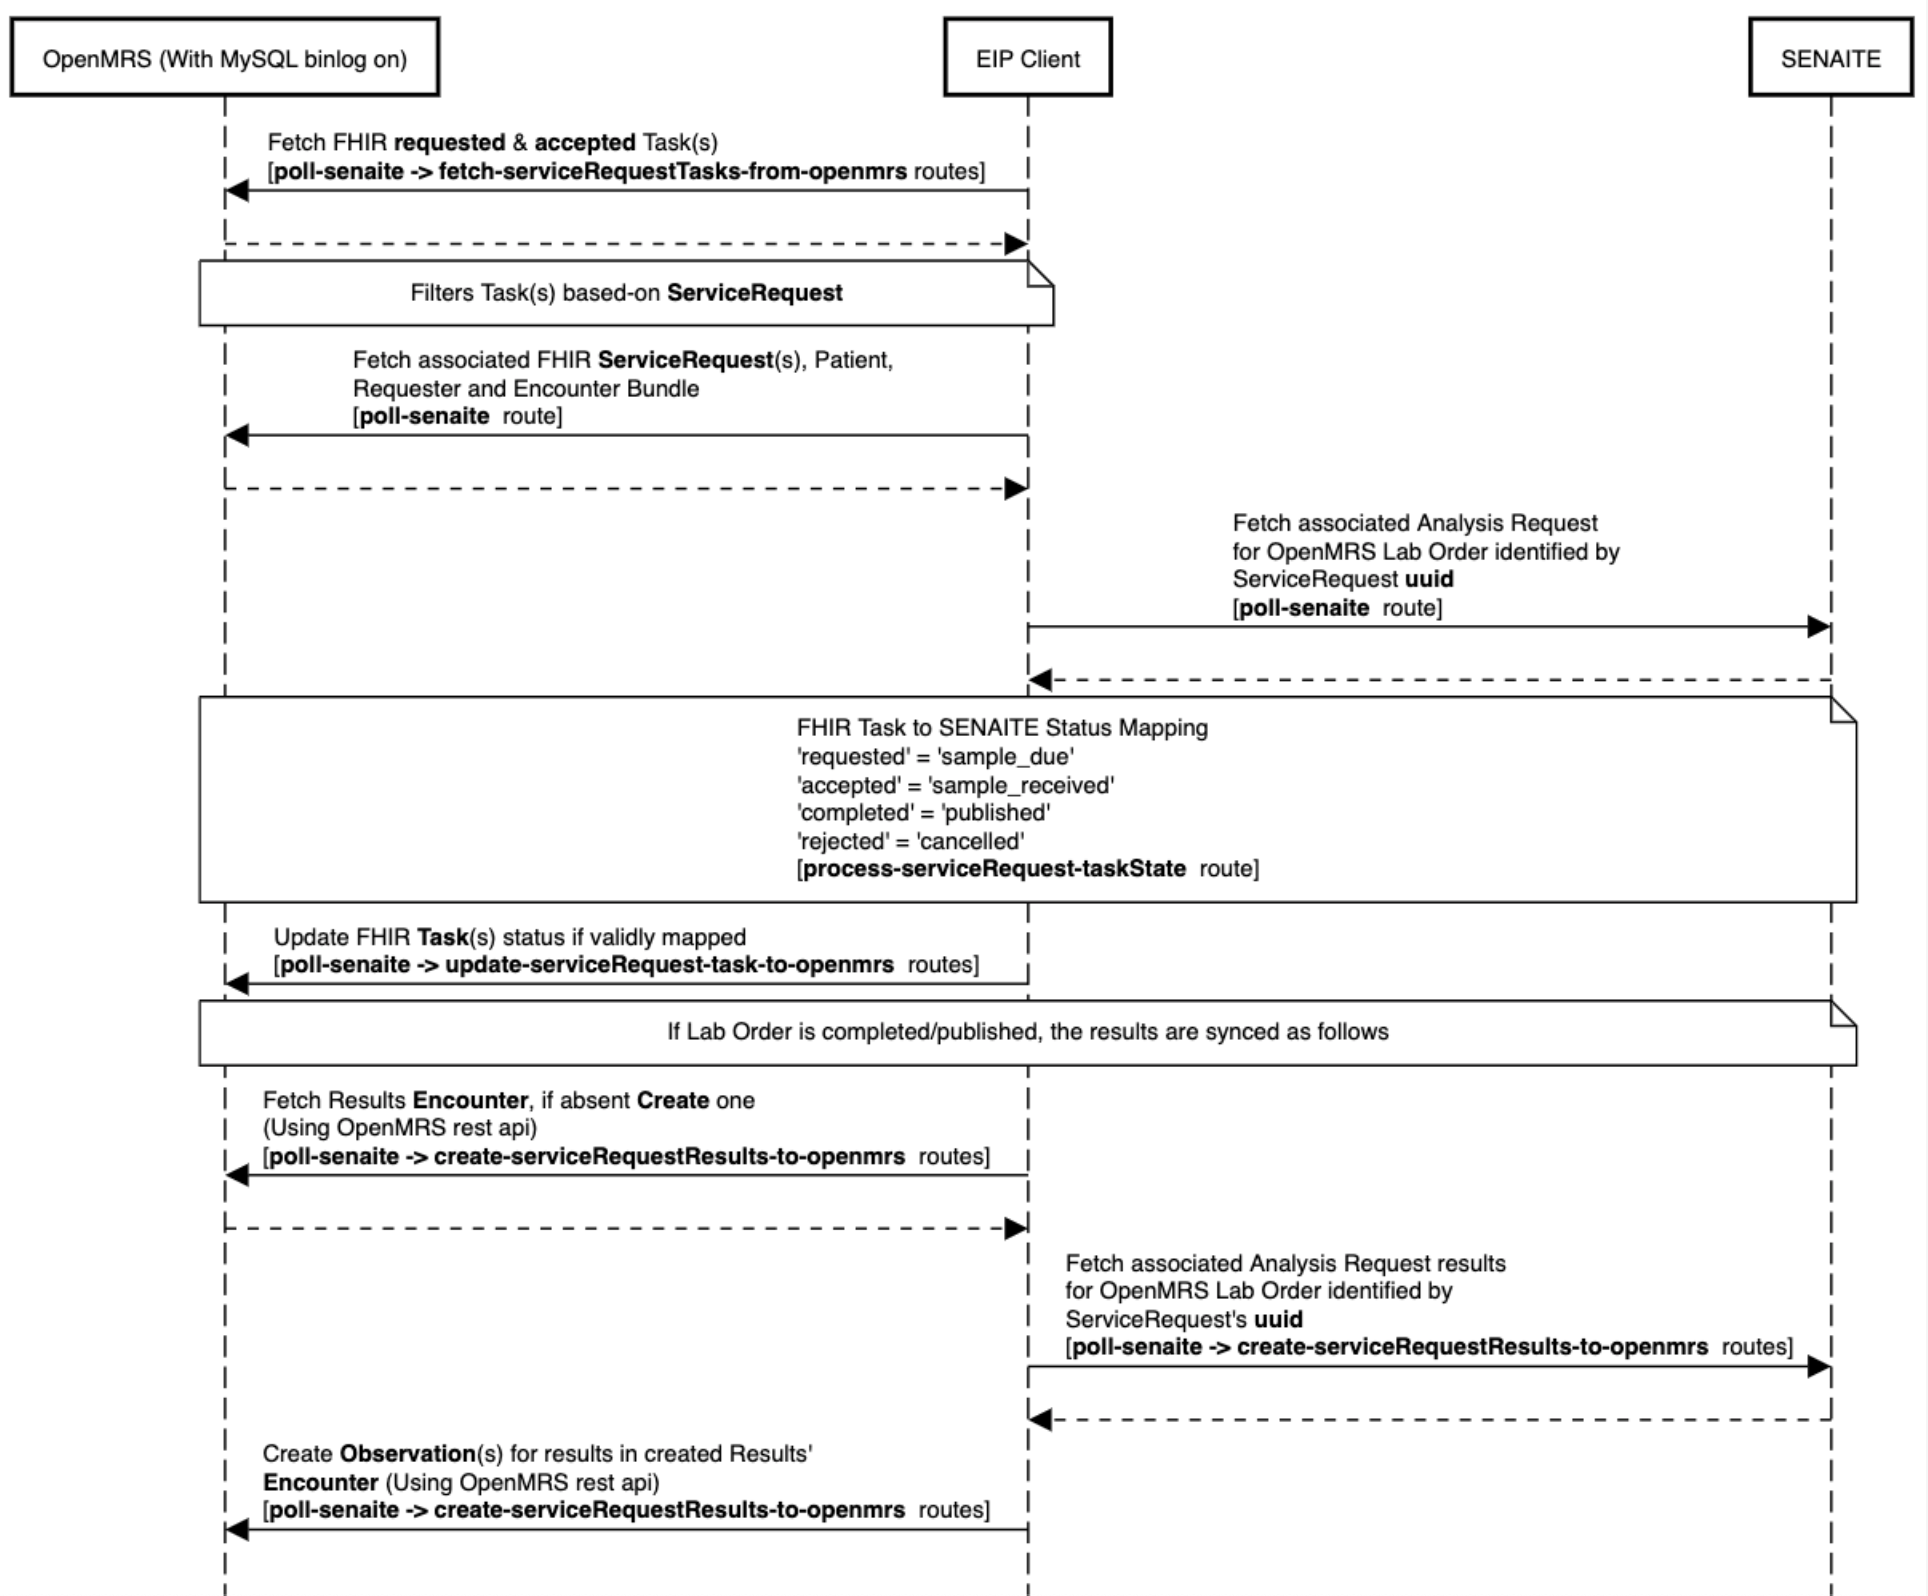 OpenMRS (With MySQL binlog on)
EIP Client
SENAITE
Fetch FHIR requested & accepted Task(s)
[poll-senaite -> fetch-serviceRequestTasks-from-openmrs routes]
Filters Task(s) based-on ServiceRequest
Fetch associated FHIR ServiceRequest(s), Patient,
Requester and Encounter Bundle
[poll-senaite route]
Fetch associated Analysis Request
for OpenMRS Lab Order identified by
ServiceRequest uuid
[poll-senaite route]
FHIR Task to SENAITE Status Mapping
'requested' = 'sample_due'
'accepted' = 'sample_received'
'completed' = 'published'
'rejected' = 'cancelled'
[process-serviceRequest-taskState route]
Update FHIR Task(s) status if validly mapped
[poll-senaite -> update-serviceRequest-task-to-openmrs routes]
If Lab Order is completed/published, the results are synced as follows
Fetch Results Encounter, if absent Create one
(Using OpenMRS rest api)
[poll-senaite -> create-serviceRequestResults-to-openmrs routes]
Fetch associated Analysis Request results
for OpenMRS Lab Order identified by
ServiceRequest's uuid
[poll-senaite -> create-serviceRequestResults-to-openmrs routes]
Create Observation(s) for results in created Results'
Encounter (Using OpenMRS rest api)
[poll-senaite -> create-serviceRequestResults-to-openmrs routes]